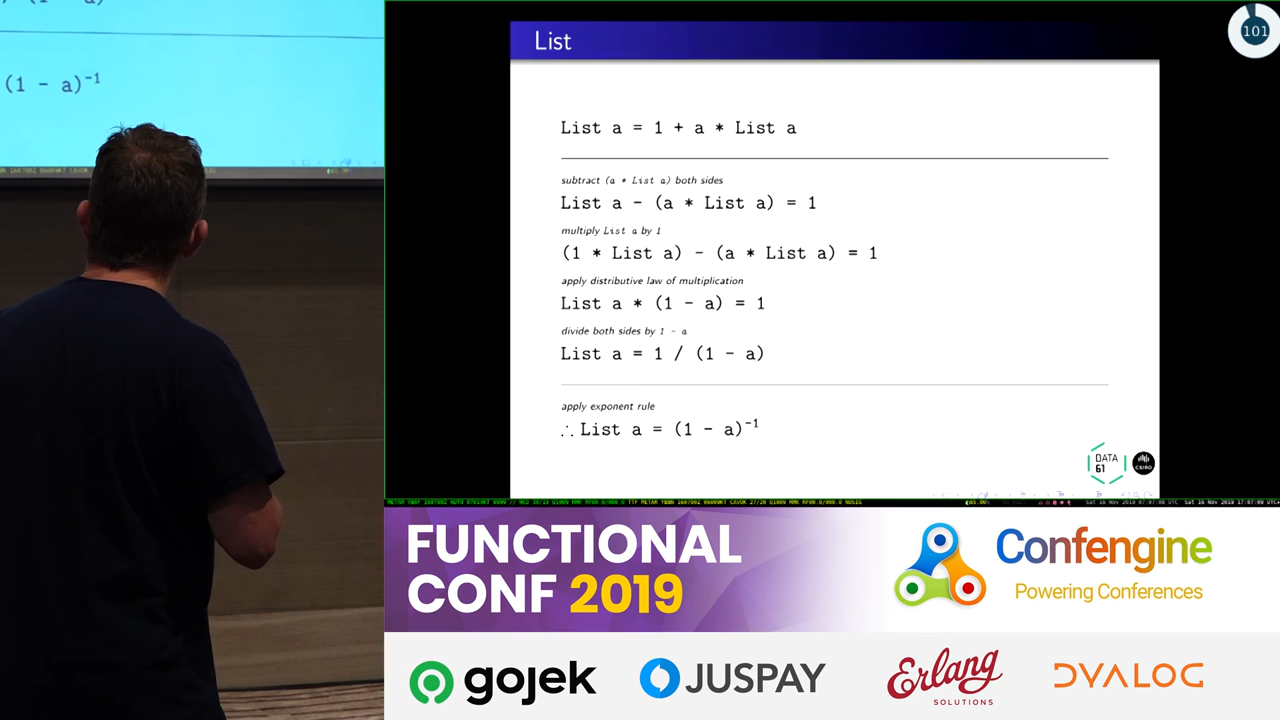 (1 - a)⁻¹
101
List
List a = 1 + a * List a
subtract (a * List a) both sides
List a - (a * List a) = 1
multiply List a by 1
(1 * List a) - (a * List a) = 1
apply distributive law of multiplication
List a * (1 - a) = 1
divide both sides by 1 - a
List a = 1 / (1 - a)
apply exponent rule
∴ List a = (1 - a)⁻¹
DATA
61
CSIRO
FUNCTIONAL
CONF 2019
Confengine
Powering Conferences
gojek
JUSPAY
Erlang
SOLUTIONS
DYALOG